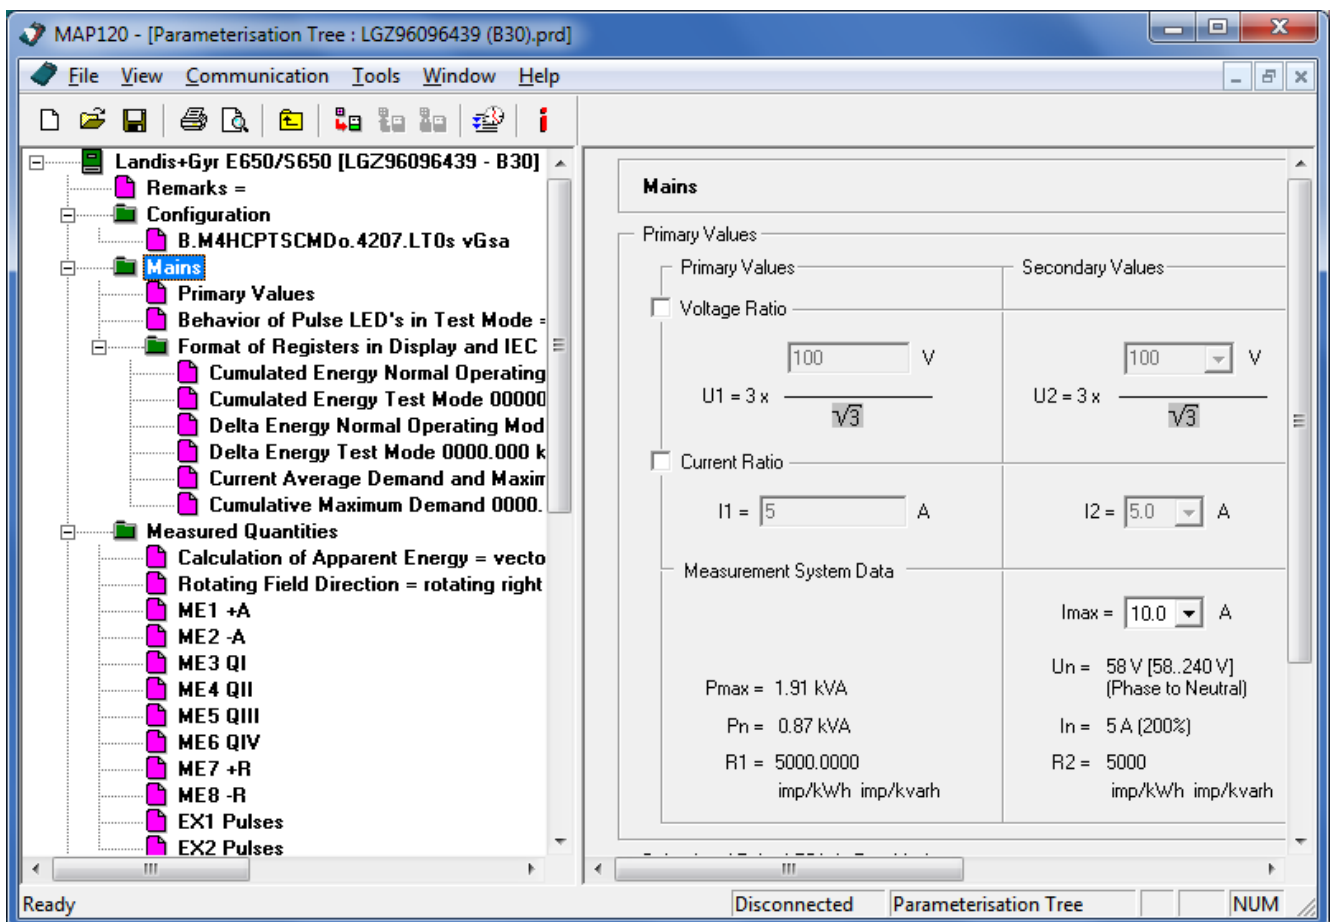 MAP120 - [Parameterisation Tree : LGZ96096439 (B30).prd]
File View Communication Tools Window Help
Landis+Gyr E650/S650 [LGZ96096439 - B30]
Remarks =
Configuration
B.M4HCPTSCMDo.4207.LT0s vGsa
Mains
Primary Values
Behavior of Pulse LED's in Test Mode =
Format of Registers in Display and IEC
Cumulated Energy Normal Operating
Cumulated Energy Test Mode 00000
Delta Energy Normal Operating Mod
Delta Energy Test Mode 0000.000 k
Current Average Demand and Maxim
Cumulative Maximum Demand 0000.
Measured Quantities
Calculation of Apparent Energy = vecto
Rotating Field Direction = rotating right
ME1 +A
ME2 -A
ME3 QI
ME4 QII
ME5 QIII
ME6 QIV
ME7 +R
ME8 -R
EX1 Pulses
EX2 Pulses
Mains
Primary Values
Primary Values Secondary Values
Voltage Ratio
100 V 100 V
U1 = 3 x U2 = 3 x
√3 √3
Current Ratio
I1 = 5 A I2 = 5.0 A
Measurement System Data
Imax = 10.0 A
Un = 58 V [58..240 V]
Pmax = 1.91 kVA (Phase to Neutral)
Pn = 0.87 kVA In = 5 A (200%)
R1 = 5000.0000 R2 = 5000
imp/kWh imp/kvarh imp/kWh imp/kvarh
Ready Disconnected Parameterisation Tree NUM